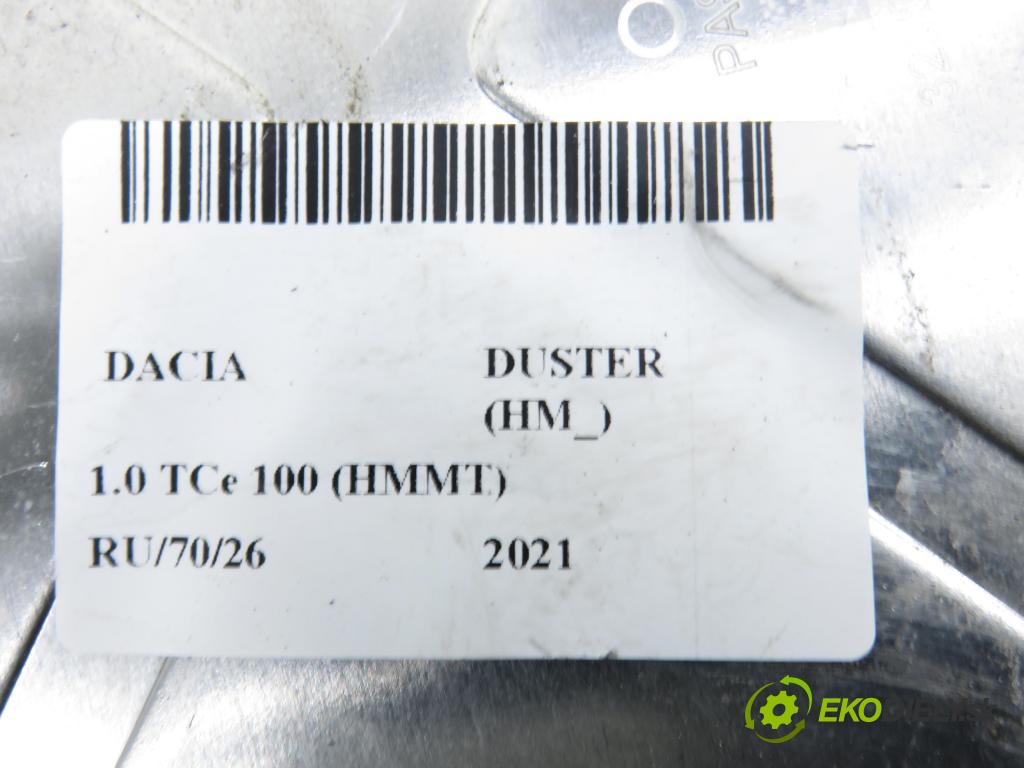 DACIA DUSTER
(HM_)
1.0 TCe 100 (HMMT)
RU/70/26 2021
EKO